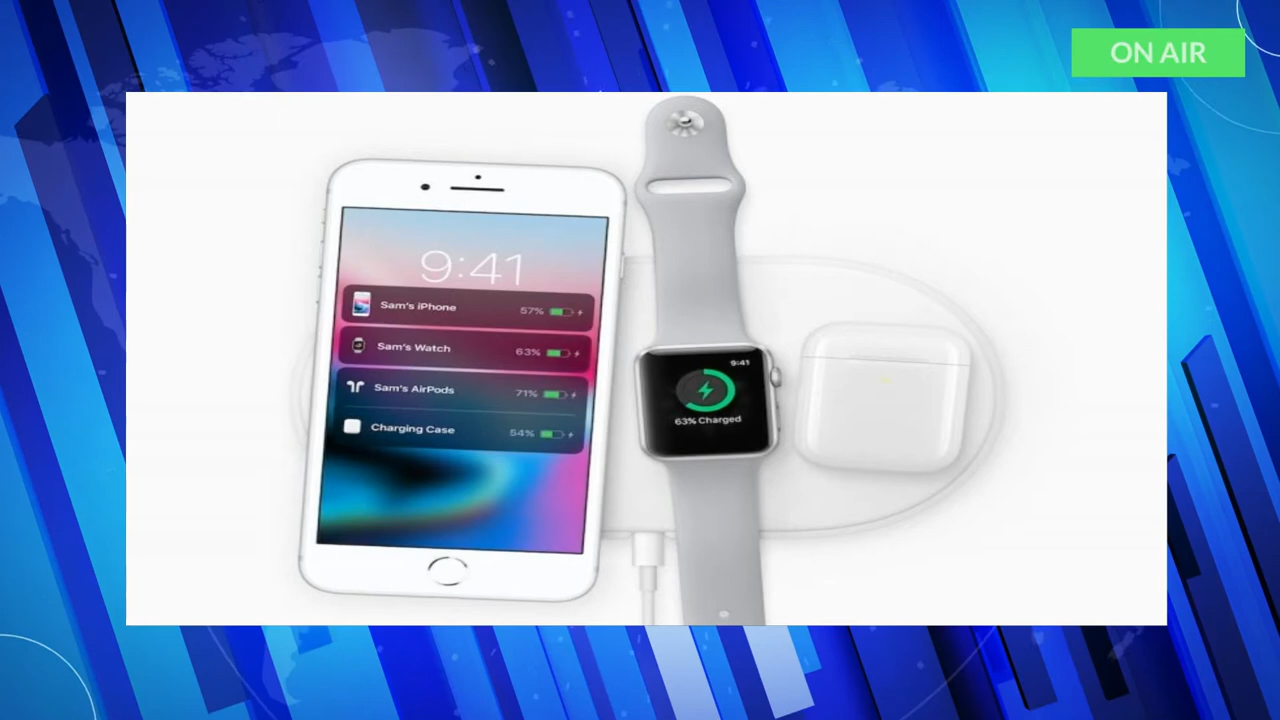 ON AIR
9:41
Sam's iPhone 57%
Sam's Watch 63%
Sam's AirPods 71%
Charging Case 54%
9:41
63% Charged